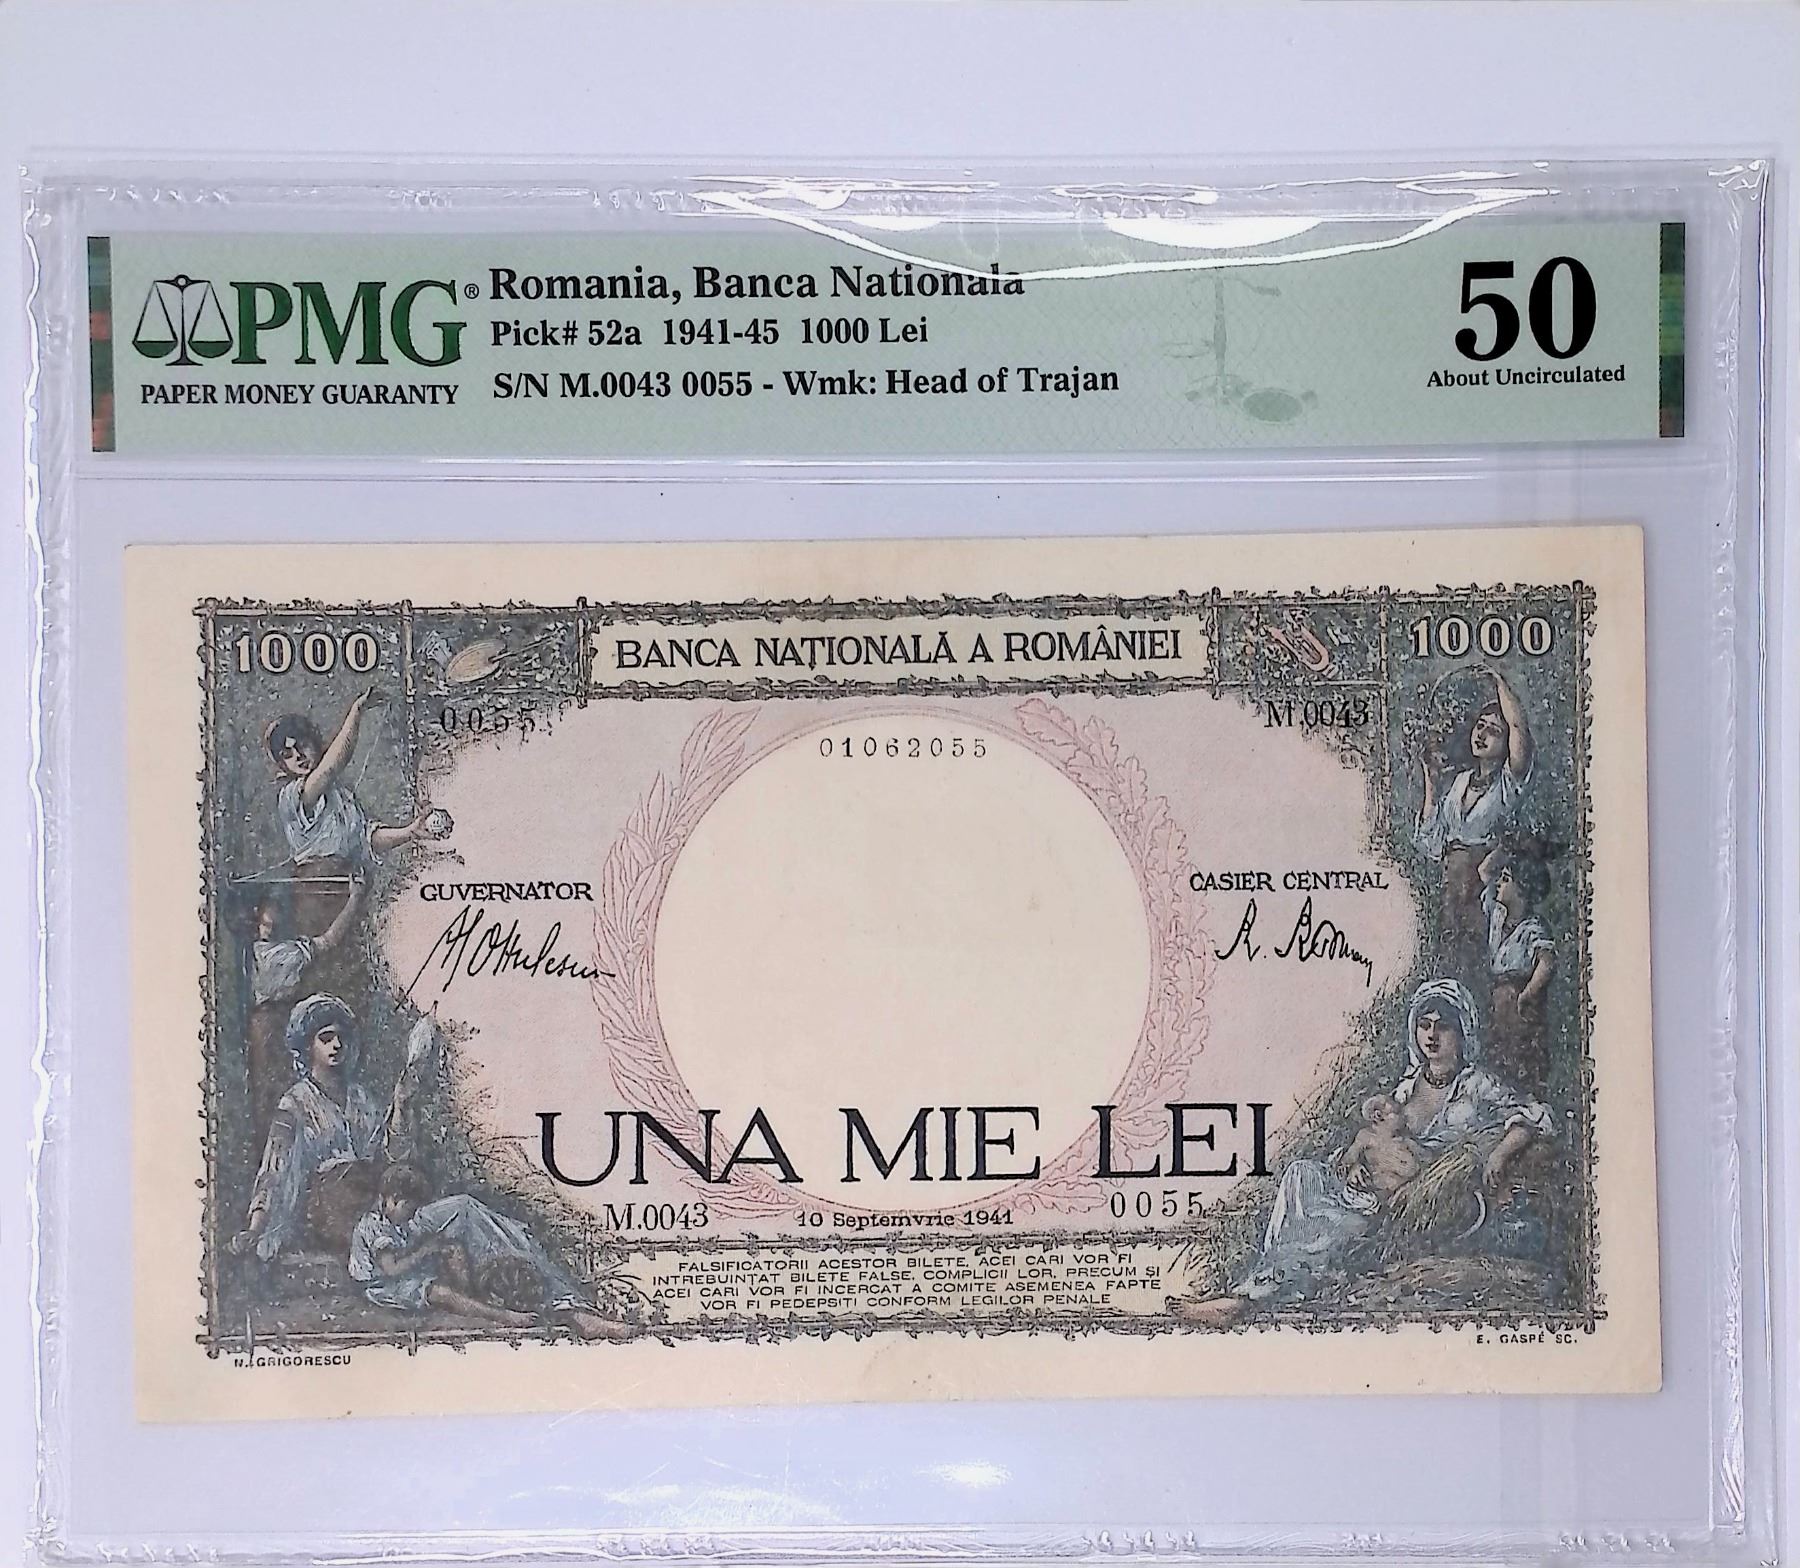 PMG®
PAPER MONEY GUARANTY
Romania, Banca Nationala
Pick# 52a 1941-45 1000 Lei
S/N M.0043 0055 - Wmk: Head of Trajan
50
About Uncirculated
1000
BANCA NAȚIONALĂ A ROMÂNIEI
1000
0055
M.0043
01062055
GUVERNATOR
CASIER CENTRAL
UNA MIE LEI
M.0043
10 Septemvrie 1941
0055
FALSIFICATORII ACESTOR BILETE, ACEI CARI VOR FI
INTREBUINȚAT BILETE FALSE, COMPLICII LOR, PRECUM ȘI
ACEI CARI VOR FI INCERCAT A COMITE ASEMENEA FAPTE
VOR FI PEDEPSITI CONFORM LEGILOR PENALE
N. GRIGORESCU
E. GASPÉ SC.